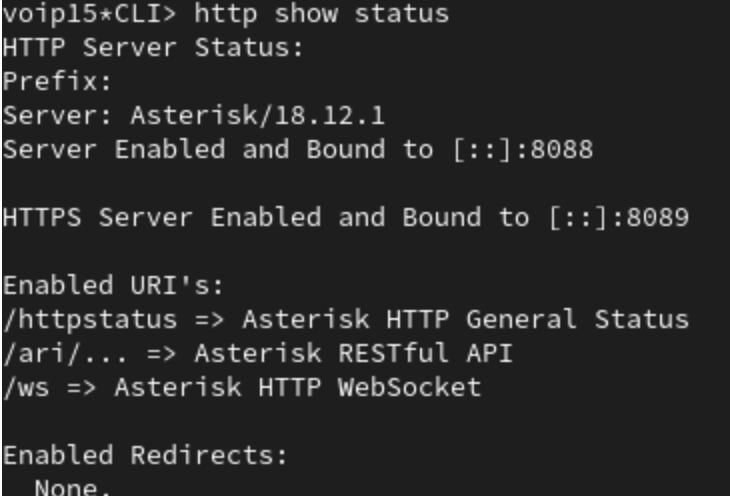 voip15*CLI> http show status
HTTP Server Status:
Prefix:
Server: Asterisk/18.12.1
Server Enabled and Bound to [::]:8088
HTTPS Server Enabled and Bound to [::]:8089
Enabled URI's:
/httpstatus => Asterisk HTTP General Status
/ari/... => Asterisk RESTful API
/ws => Asterisk HTTP WebSocket
Enabled Redirects:
None.